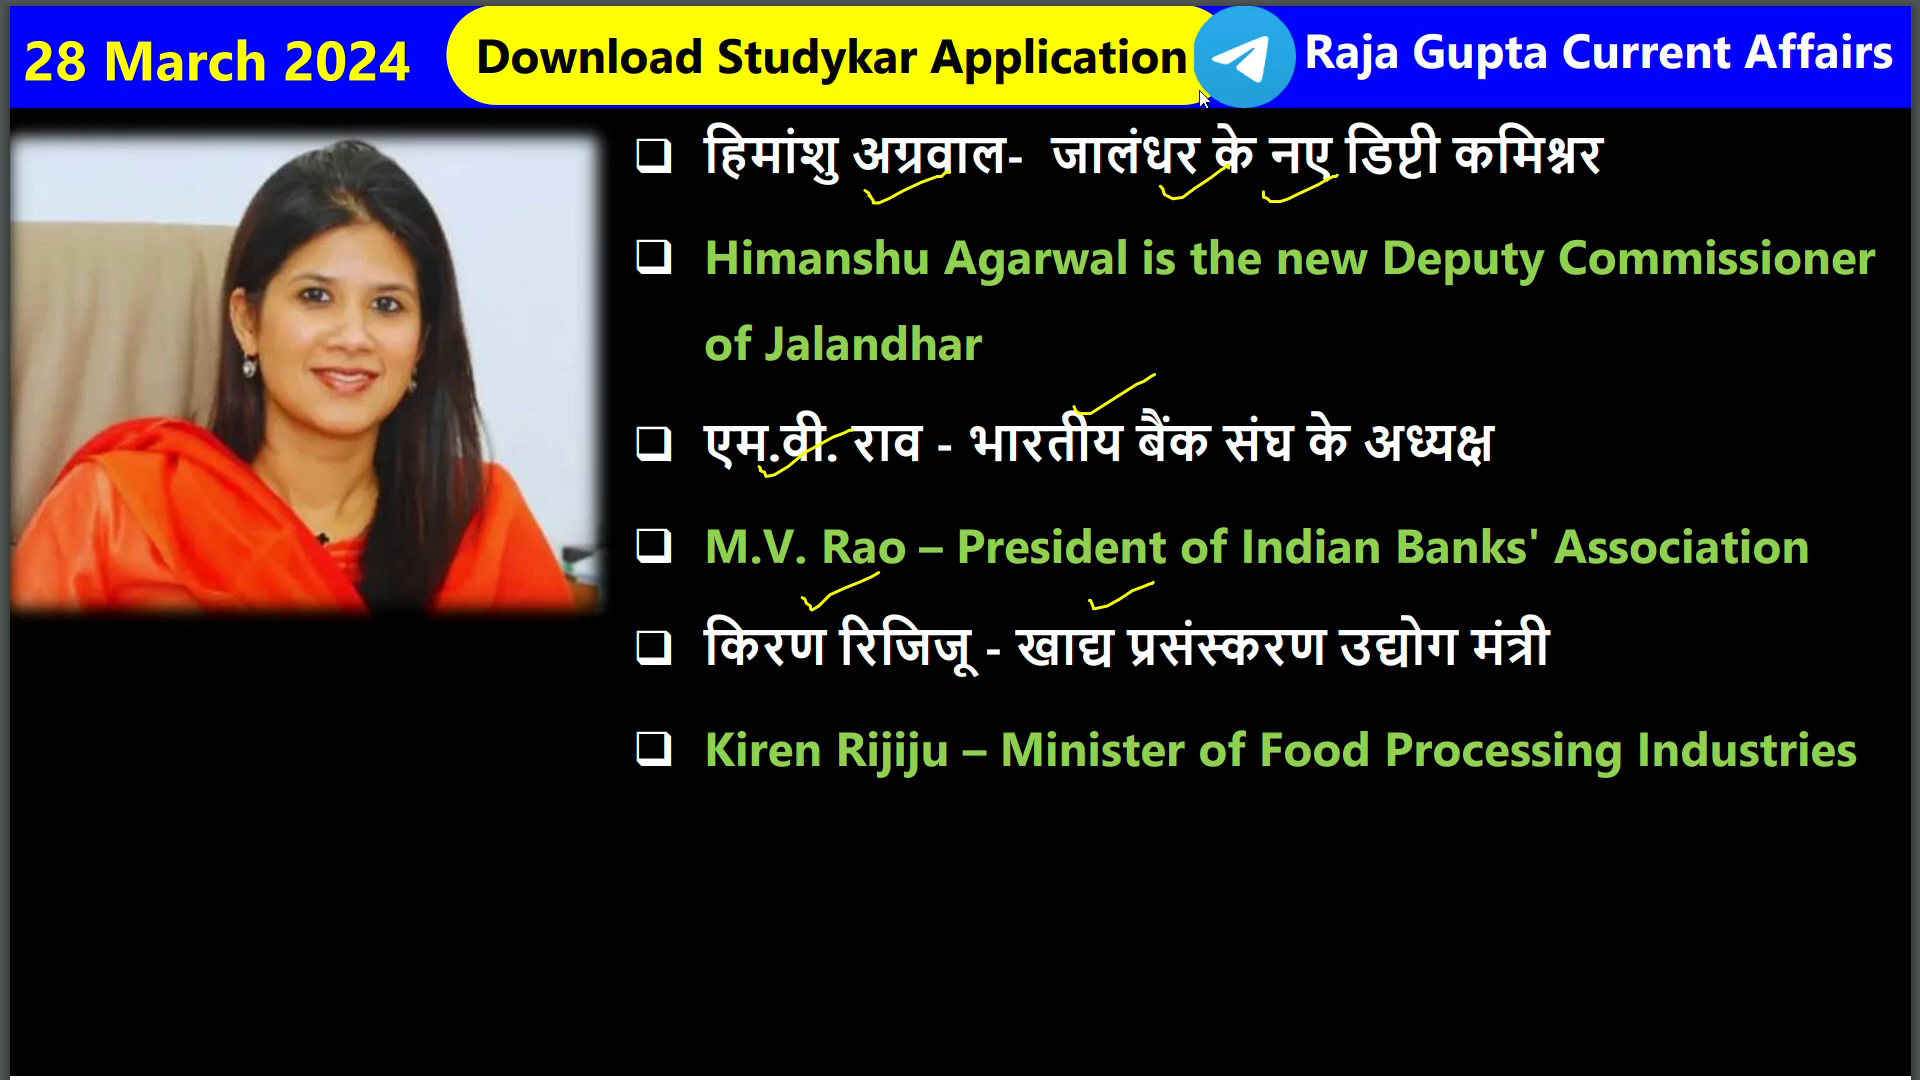 28 March 2024
Download Studykar Application
Raja Gupta Current Affairs
हिमांशु अग्रवाल- जालंधर के नए डिप्टी कमिश्नर
Himanshu Agarwal is the new Deputy Commissioner
of Jalandhar
एम.वी. राव - भारतीय बैंक संघ के अध्यक्ष
M.V. Rao – President of Indian Banks' Association
किरण रिजिजू - खाद्य प्रसंस्करण उद्योग मंत्री
Kiren Rijiju – Minister of Food Processing Industries